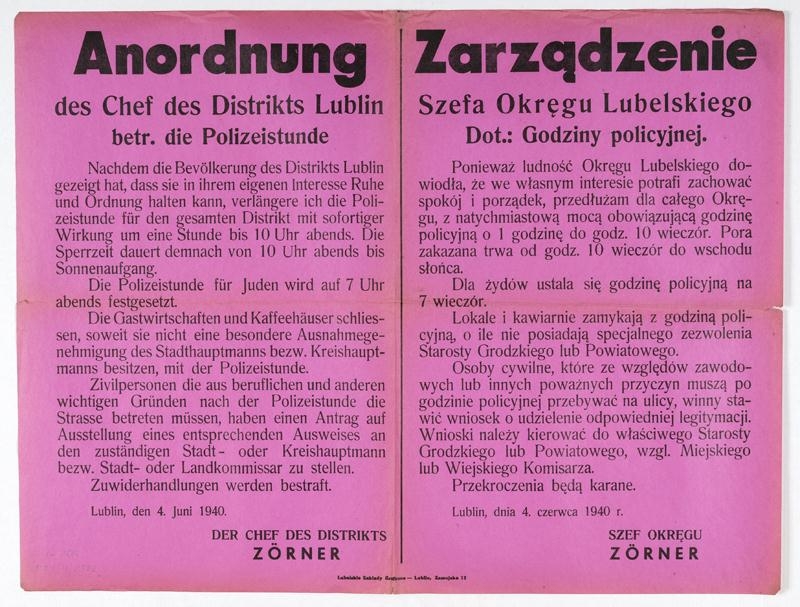 Anordnung
des Chef des Distrikts Lublin
betr. die Polizeistunde
Nachdem die Bevölkerung des Distrikts Lublin
gezeigt hat, dass sie in ihrem eigenen Interesse Ruhe
und Ordnung halten kann, verlängere ich die Poli-
zeistunde für den gesamten Distrikt mit sofortiger
Wirkung um eine Stunde bis 10 Uhr abends. Die
Sperrzeit dauert demnach von 10 Uhr abends bis
Sonnenaufgang.
Die Polizeistunde für Juden wird auf 7 Uhr
abends festgesetzt.
Die Gastwirtschaften und Kaffeehäuser schlies-
sen, soweit sie nicht eine besondere Ausnahmege-
nehmigung des Stadthauptmanns bezw. Kreishaupt-
manns besitzen, mit der Polizeistunde.
Zivilpersonen die aus beruflichen und anderen
wichtigen Gründen nach der Polizeistunde die
Strasse betreten müssen, haben einen Antrag auf
Ausstellung eines entsprechenden Ausweises an
den zuständigen Stadt- oder Kreishauptmann
bezw. Stadt- oder Landkommissar zu stellen.
Zuwiderhandlungen werden bestraft.
Lublin, den 4. Juni 1940.
DER CHEF DES DISTRIKTS
ZÖRNER
Zarządzenie
Szefa Okręgu Lubelskiego
Dot.: Godziny policyjnej.
Ponieważ ludność Okręgu Lubelskiego do-
wiodła, że we własnym interesie potrafi zachować
spokój i porządek, przedłużam dla całego Okrę-
gu, z natychmiastową mocą obowiązującą godzinę
policyjną o 1 godzinę do godz. 10 wieczór. Pora
zakazana trwa od godz. 10 wieczór do wschodu
słońca.
Dla żydów ustala się godzinę policyjną na
7 wieczór.
Lokale i kawiarnie zamykają z godziną poli-
cyjną, o ile nie posiadają specjalnego zezwolenia
Starosty Grodzkiego lub Powiatowego.
Osoby cywilne, które ze względów zawodo-
wych lub innych poważnych przyczyn muszą po
godzinie policyjnej przebywać na ulicy, winny sta-
wić wniosek o udzielenie odpowiedniej legitymacji.
Wnioski należy kierować do właściwego Starosty
Grodzkiego lub Powiatowego, wzgl. Miejskiego
lub Wiejskiego Komisarza.
Przekroczenia będą karane.
Lublin, dnia 4. czerwca 1940 r.
SZEF OKRĘGU
ZÖRNER
Lubelskie Zakłady — Lublin, Zamojska 12